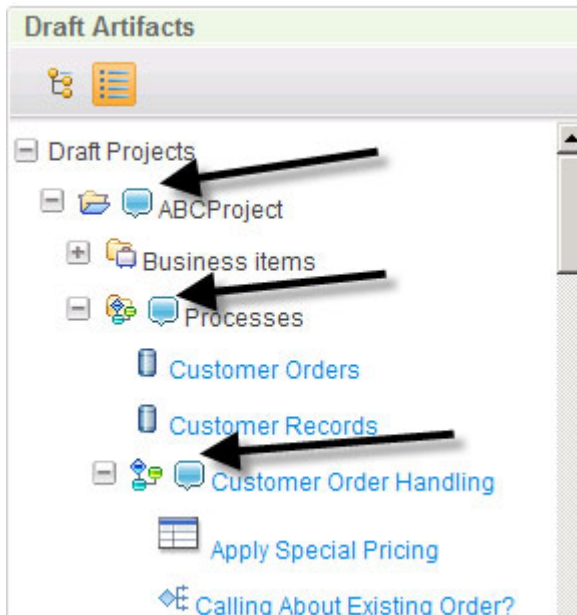 Draft Artifacts
Draft Projects
ABCProject
Business items
Processes
Customer Orders
Customer Records
Customer Order Handling
Apply Special Pricing
Calling About Existing Order?